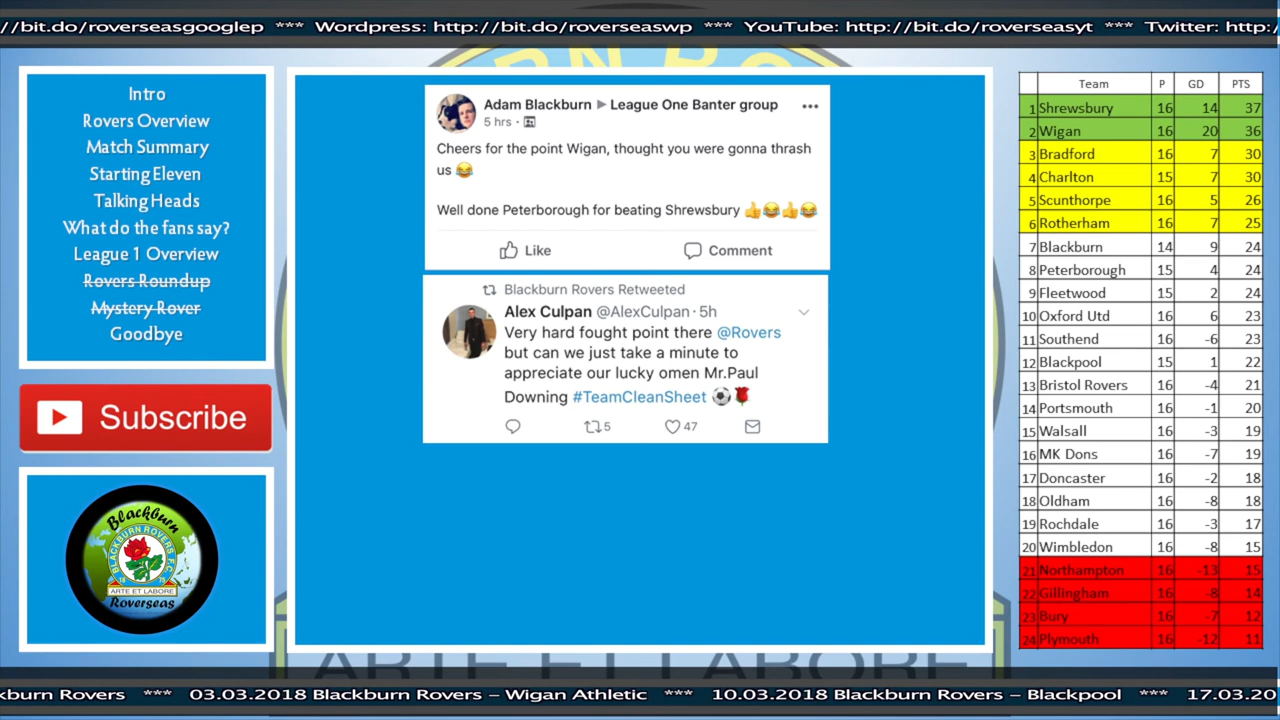 //bit.do/roverseasgooglep *** Wordpress: http://bit.do/roverseaswp *** YouTube: http://bit.do/roverseasyt *** Twitter: http:/
Intro
Rovers Overview
Match Summary
Starting Eleven
Talking Heads
What do the fans say?
League 1 Overview
Rovers Roundup
Mystery Rover
Goodbye
Subscribe
Blackburn
BLACKBURN ROVERS F.C.
18 75
ARTE ET LABORE
Roverseas
Adam Blackburn ▶ League One Banter group
5 hrs ·
Cheers for the point Wigan, thought you were gonna thrash
us 😂
Well done Peterborough for beating Shrewsbury 👍😂👍😂
Like Comment
Blackburn Rovers Retweeted
Alex Culpan @AlexCulpan · 5h
Very hard fought point there @Rovers
but can we just take a minute to
appreciate our lucky omen Mr.Paul
Downing #TeamCleanSheet ⚽🌹
5 47
Team P GD PTS
1 Shrewsbury 16 14 37
2 Wigan 16 20 36
3 Bradford 16 7 30
4 Charlton 15 7 30
5 Scunthorpe 16 5 26
6 Rotherham 16 7 25
7 Blackburn 14 9 24
8 Peterborough 15 4 24
9 Fleetwood 15 2 24
10 Oxford Utd 16 6 23
11 Southend 16 -6 23
12 Blackpool 15 1 22
13 Bristol Rovers 16 -4 21
14 Portsmouth 16 -1 20
15 Walsall 16 -3 19
16 MK Dons 16 -7 19
17 Doncaster 16 -2 18
18 Oldham 16 -8 18
19 Rochdale 16 -3 17
20 Wimbledon 16 -8 15
21 Northampton 16 -13 15
22 Gillingham 16 -8 14
23 Bury 16 -7 12
24 Plymouth 16 -12 11
ARTE ET LABORE
kburn Rovers *** 03.03.2018 Blackburn Rovers – Wigan Athletic *** 10.03.2018 Blackburn Rovers – Blackpool *** 17.03.20